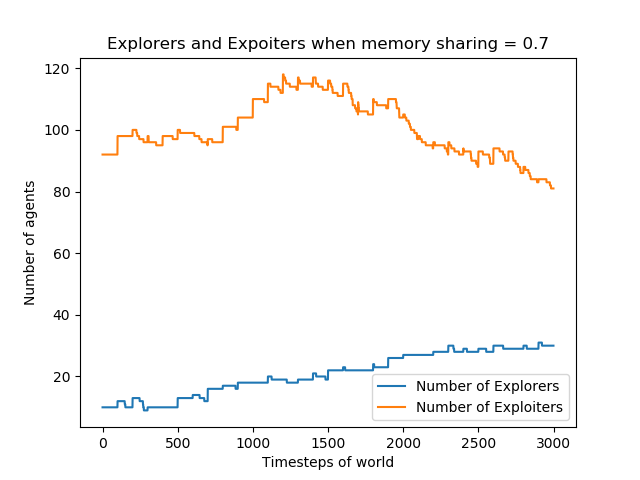 Explorers and Expoiters when memory sharing = 0.7
120
100
80
60
40
20
Number of agents
0 500 1000 1500 2000 2500 3000
Timesteps of world
Number of Explorers
Number of Exploiters